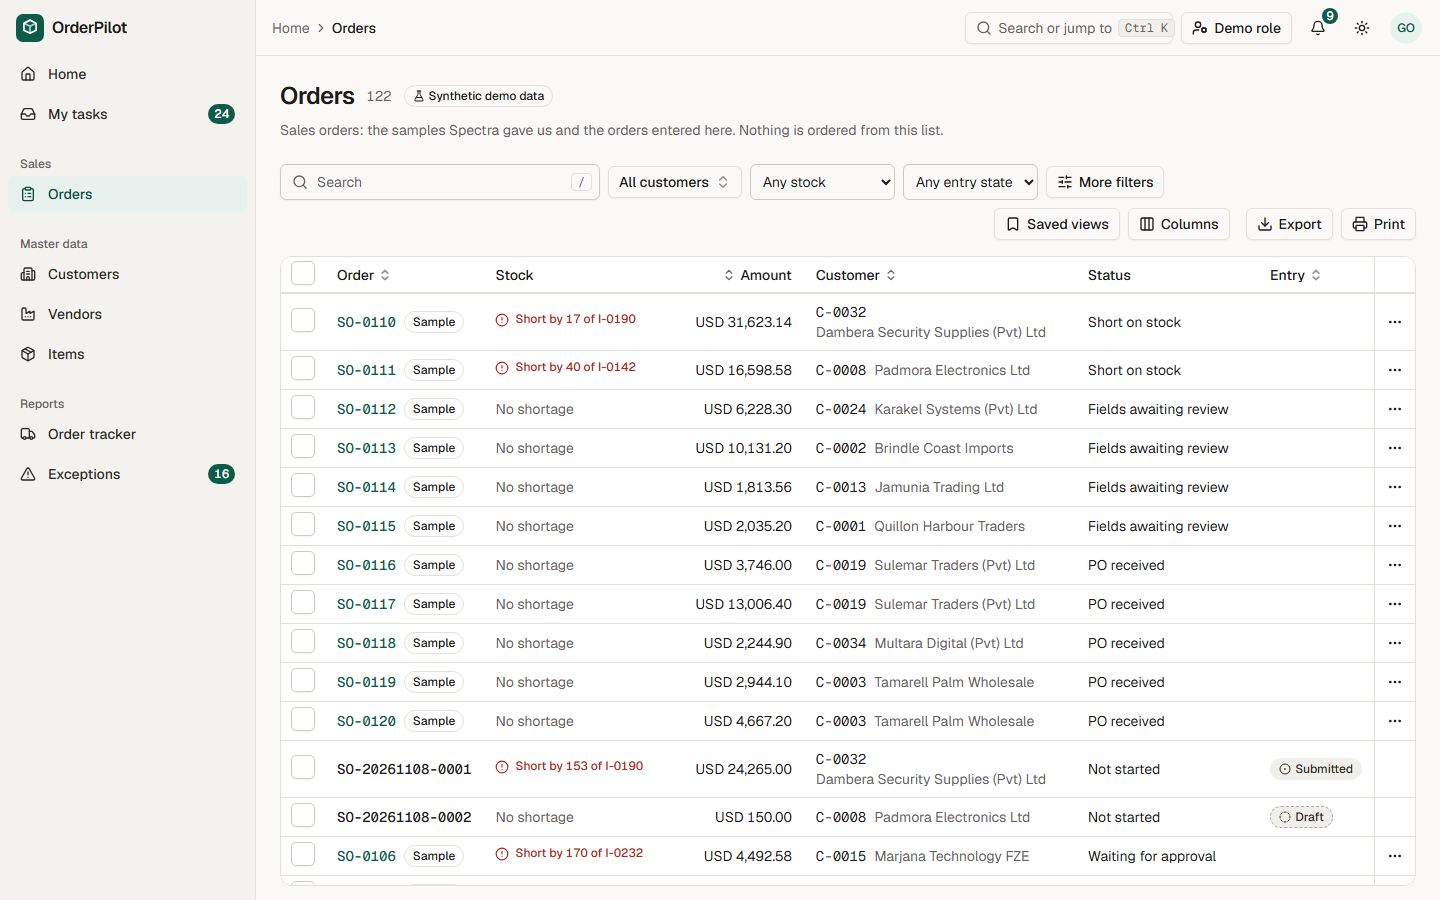 OrderPilot
Home
My tasks 24
Sales
Orders
Master data
Customers
Vendors
Items
Reports
Order tracker
Exceptions 16
Home > Orders
Search or jump to Ctrl K
Demo role
9
GO
Orders 122 Synthetic demo data
Sales orders: the samples Spectra gave us and the orders entered here. Nothing is ordered from this list.
Search /
All customers
Any stock
Any entry state
More filters
Saved views
Columns
Export
Print
Order Stock Amount Customer Status Entry
SO-0110 Sample Short by 17 of I-0190 USD 31,623.14 C-0032 Dambera Security Supplies (Pvt) Ltd Short on stock
SO-0111 Sample Short by 40 of I-0142 USD 16,598.58 C-0008 Padmora Electronics Ltd Short on stock
SO-0112 Sample No shortage USD 6,228.30 C-0024 Karakel Systems (Pvt) Ltd Fields awaiting review
SO-0113 Sample No shortage USD 10,131.20 C-0002 Brindle Coast Imports Fields awaiting review
SO-0114 Sample No shortage USD 1,813.56 C-0013 Jamunia Trading Ltd Fields awaiting review
SO-0115 Sample No shortage USD 2,035.20 C-0001 Quillon Harbour Traders Fields awaiting review
SO-0116 Sample No shortage USD 3,746.00 C-0019 Sulemar Traders (Pvt) Ltd PO received
SO-0117 Sample No shortage USD 13,006.40 C-0019 Sulemar Traders (Pvt) Ltd PO received
SO-0118 Sample No shortage USD 2,244.90 C-0034 Multara Digital (Pvt) Ltd PO received
SO-0119 Sample No shortage USD 2,944.10 C-0003 Tamarell Palm Wholesale PO received
SO-0120 Sample No shortage USD 4,667.20 C-0003 Tamarell Palm Wholesale PO received
SO-20261108-0001 Short by 153 of I-0190 USD 24,265.00 C-0032 Dambera Security Supplies (Pvt) Ltd Not started Submitted
SO-20261108-0002 No shortage USD 150.00 C-0008 Padmora Electronics Ltd Not started Draft
SO-0106 Sample Short by 170 of I-0232 USD 4,492.58 C-0015 Marjana Technology FZE Waiting for approval